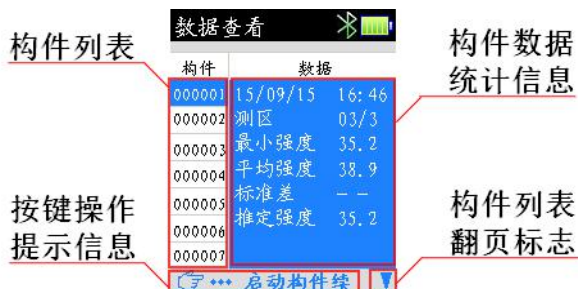 数据查看
构件列表
构件数据
统计信息
构件 数据
000001 15/09/15 16:46
000002 测区 03/3
000003 最小强度 35.2
000004 平均强度 38.9
000005 标准差 - -
000006 推定强度 35.2
000007
按键操作
提示信息
构件列表
翻页标志
启动构件续